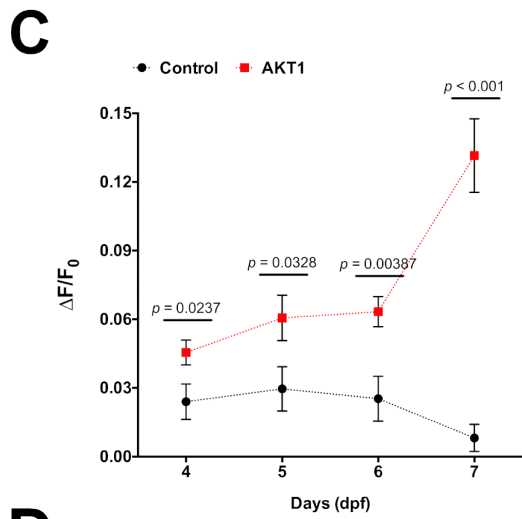 C
Control AKT1
p < 0.001
0.15
0.12
0.09
0.06
0.03
0.00
ΔF/F0
p = 0.0237
p = 0.0328
p = 0.00387
4 5 6 7
Days (dpf)